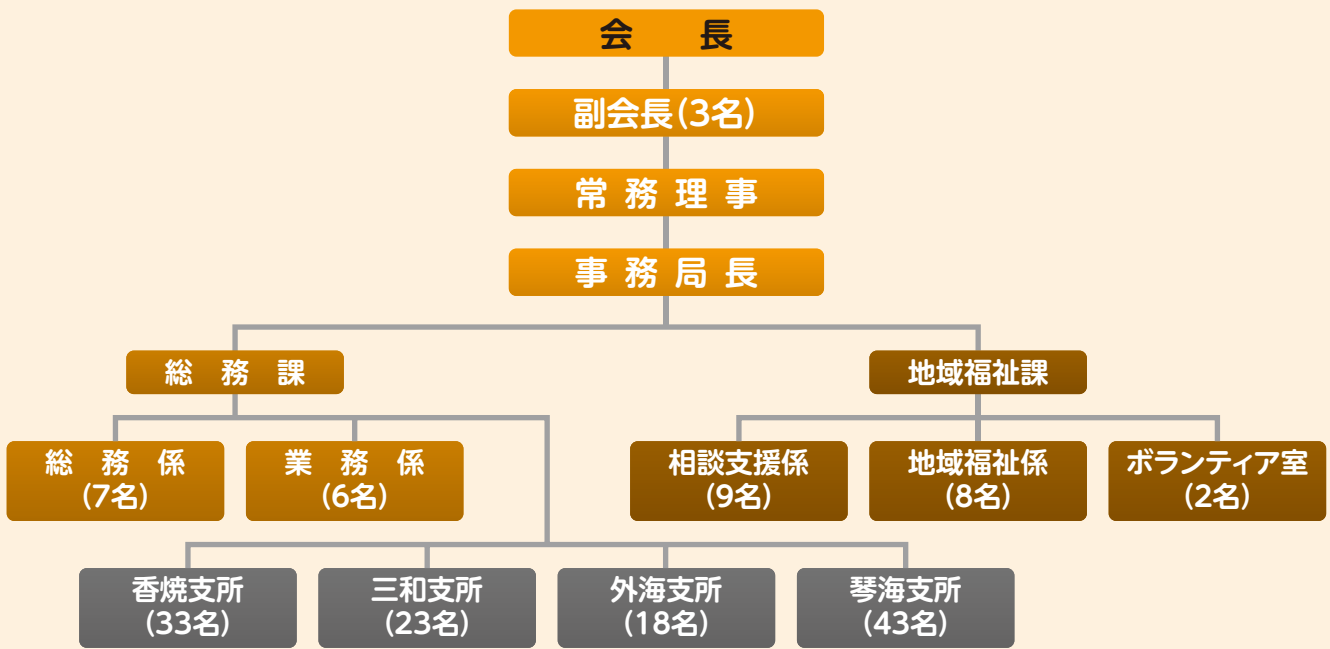 会　　長
副会長(3名)
常 務 理 事
事 務 局 長
総　務　課
地域福祉課
総　務　係
(7名)
業　務　係
(6名)
相談支援係
(9名)
地域福祉係
(8名)
ボランティア室
(2名)
香焼支所
(33名)
三和支所
(23名)
外海支所
(18名)
琴海支所
(43名)